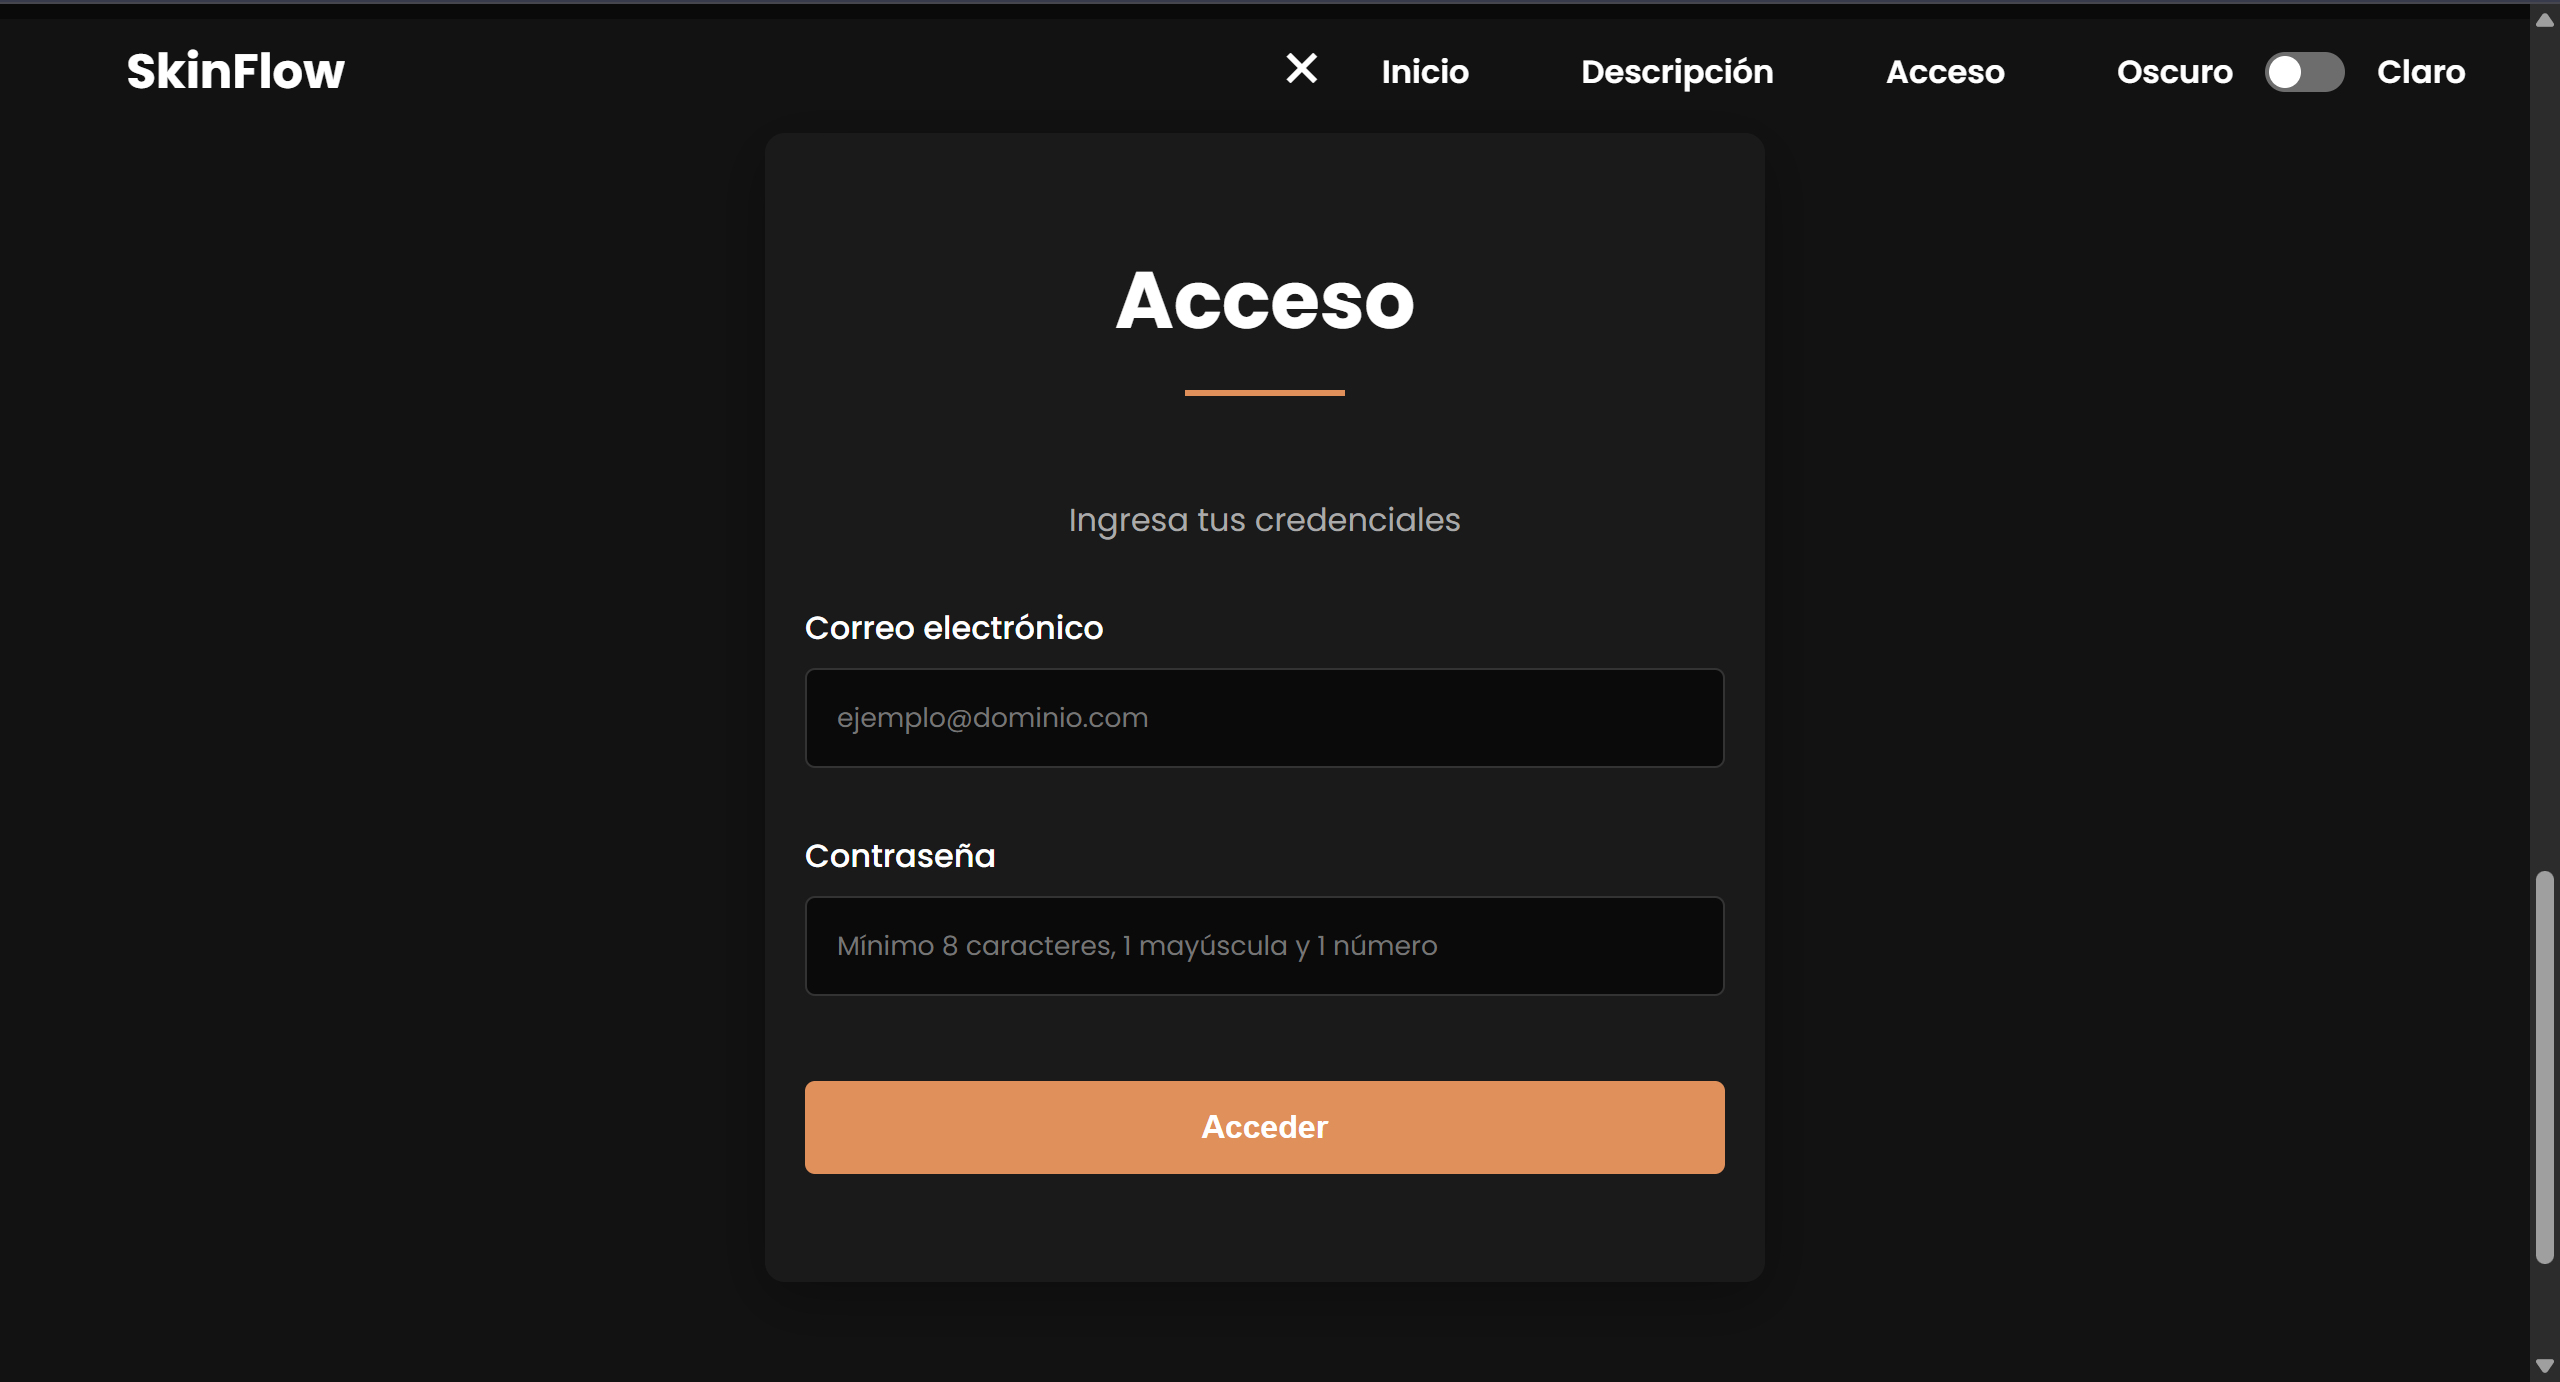 SkinFlow
Inicio
Descripción
Acceso
Oscuro
Claro
Acceso
Ingresa tus credenciales
Correo electrónico
ejemplo@dominio.com
Contraseña
Mínimo 8 caracteres, 1 mayúscula y 1 número
Acceder